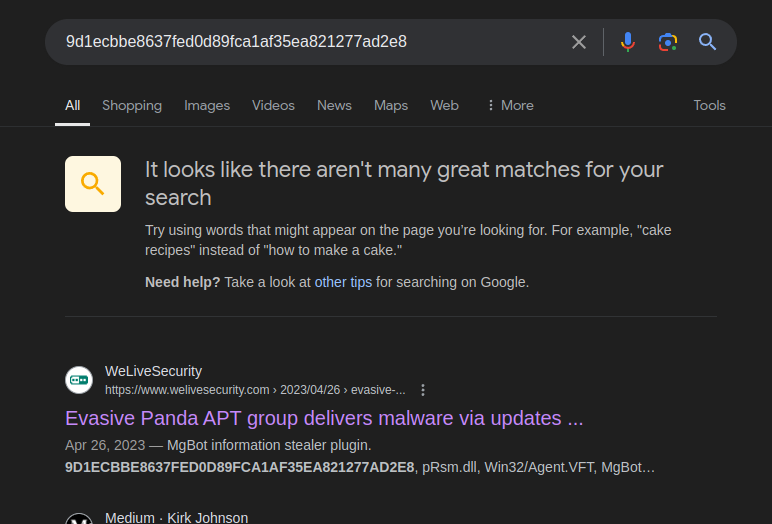 9d1ecbbe8637fed0d89fca1af35ea821277ad2e8
All Shopping Images Videos News Maps Web More Tools
It looks like there aren't many great matches for your
search
Try using words that might appear on the page you're looking for. For example, "cake
recipes" instead of "how to make a cake."
Need help? Take a look at other tips for searching on Google.
WeLiveSecurity
https://www.welivesecurity.com › 2023/04/26 › evasive-...
Evasive Panda APT group delivers malware via updates ...
Apr 26, 2023 — MgBot information stealer plugin.
9D1ECBBE8637FED0D89FCA1AF35EA821277AD2E8, pRsm.dll, Win32/Agent.VFT, MgBot…
Medium · Kirk Johnson